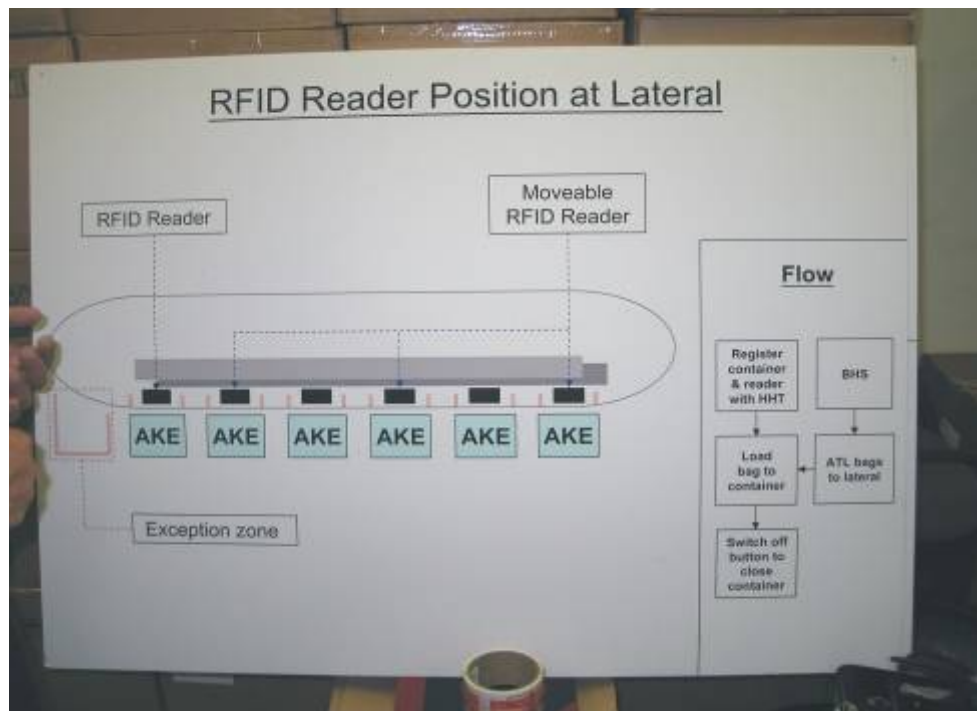 RFID Reader Position at Lateral
RFID Reader
Moveable
RFID Reader
AKE AKE AKE AKE AKE AKE
Exception zone
Flow
Register
container
& reader
with HHT
BHS
Load
bag to
container
ATL bags
to lateral
Switch off
button to
close
container